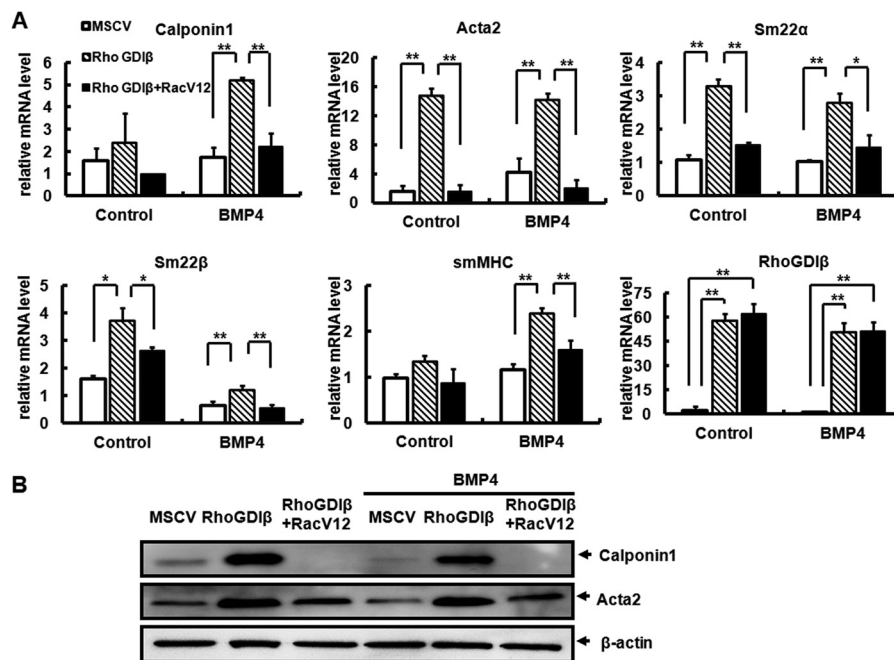 A
MSCV
Rho GDIβ
Rho GDIβ+RacV12
Calponin1
relative mRNA level
6
5
4
3
2
1
0
** **
Control BMP4
Acta2
relative mRNA level
20
16
12
8
4
0
** ** ** **
Control BMP4
Sm22α
relative mRNA level
4
3
2
1
0
** ** ** *
Control BMP4
Sm22β
relative mRNA level
5
4
3
2
1
0
* * ** **
Control BMP4
smMHC
relative mRNA level
3
2
1
0
** **
Control BMP4
RhoGDIβ
relative mRNA level
75
60
45
30
15
0
** ** ** **
Control BMP4
B
BMP4
MSCV RhoGDIβ RhoGDIβ MSCV RhoGDIβ RhoGDIβ
+RacV12 +RacV12
Calponin1
Acta2
β-actin